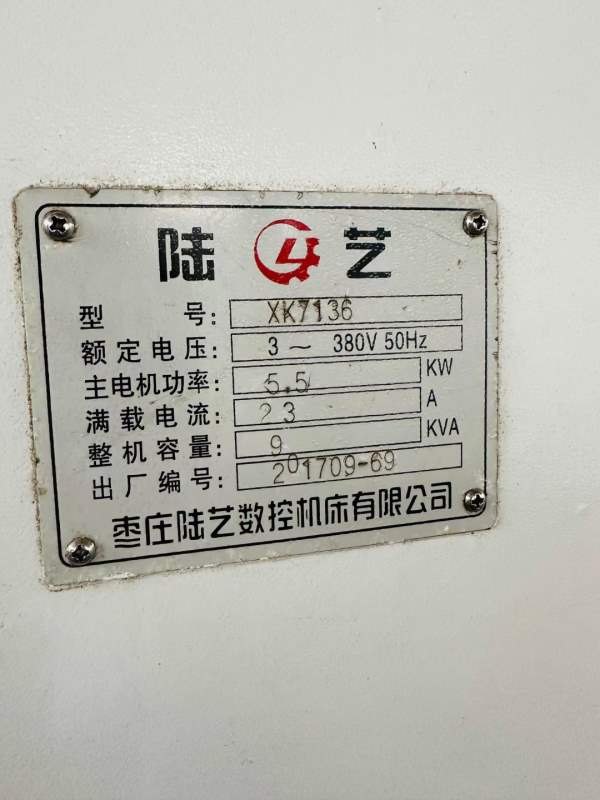 陆 艺
型 号: XK7136
额定电压: 3～ 380V 50Hz
主电机功率: 5.5 KW
满载电流: 23 A
整机容量: 9 KVA
出厂编号: 201709-69
枣庄陆艺数控机床有限公司